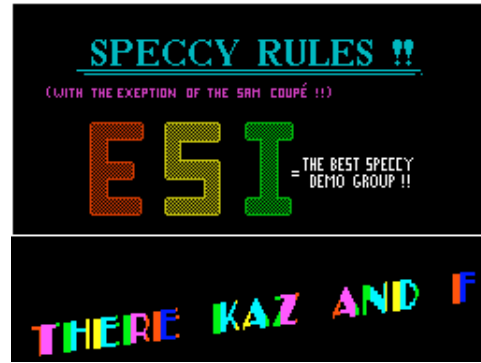 SPECCY RULES !!
(WITH THE EXEPTION OF THE SAM COUPÉ !!)
ESI = THE BEST SPECCY
DEMO GROUP !!
THERE KAZ AND F